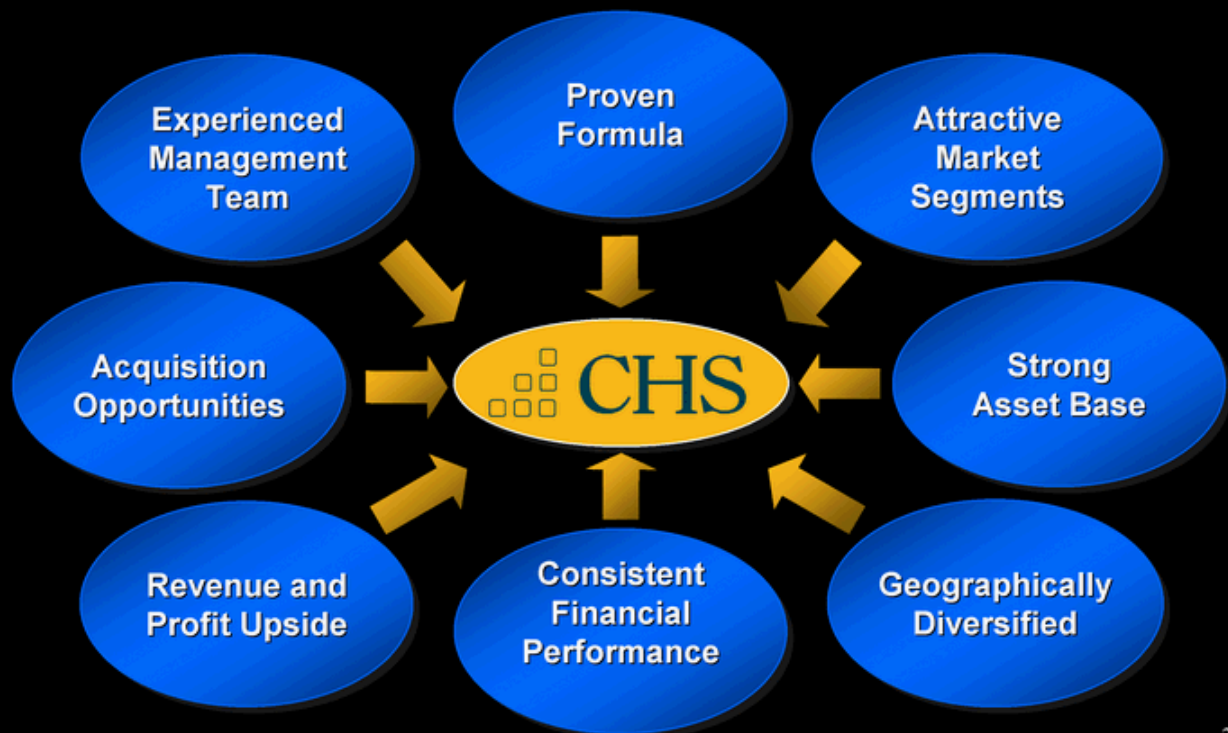 Experienced
Management
Team
Proven
Formula
Attractive
Market
Segments
Acquisition
Opportunities
CHS
Strong
Asset Base
Revenue and
Profit Upside
Consistent
Financial
Performance
Geographically
Diversified